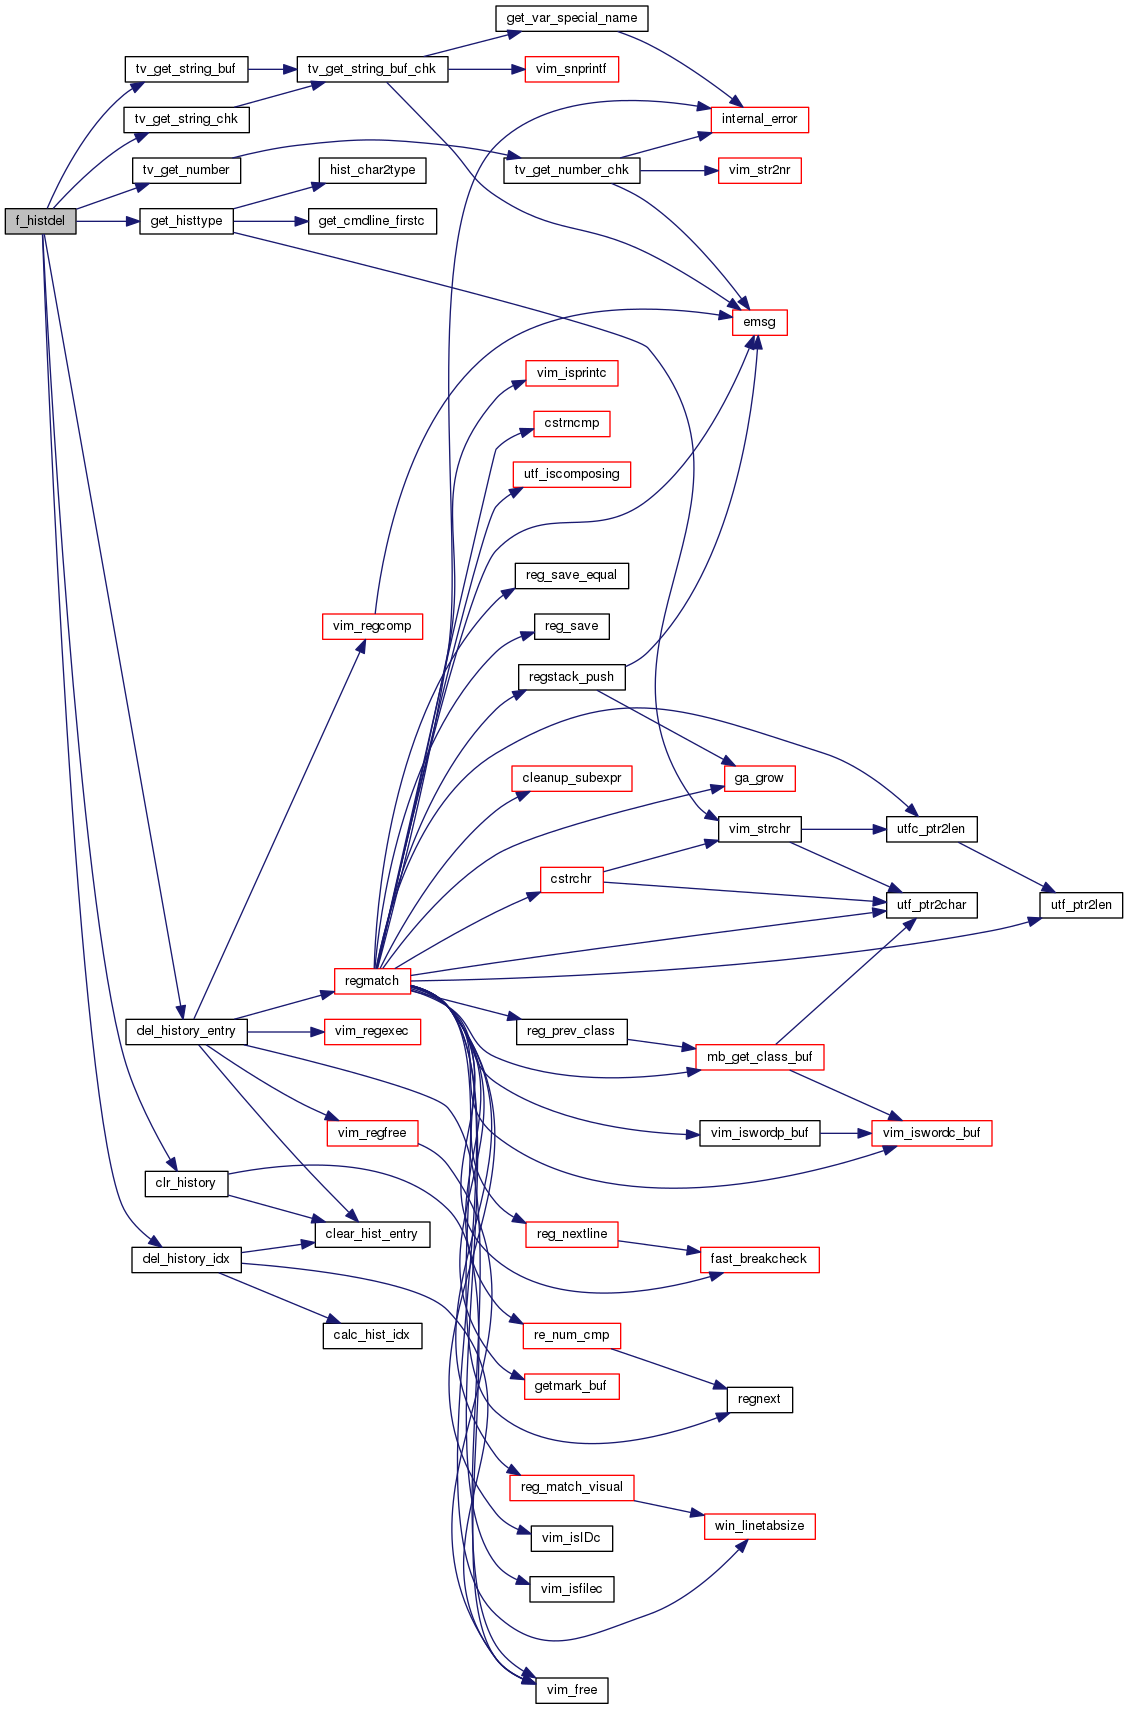 get_var_special_name
tv_get_string_buf
tv_get_string_buf_chk
vim_snprintf
tv_get_string_chk
internal_error
tv_get_number
hist_char2type
tv_get_number_chk
vim_str2nr
f_histdel
get_histtype
get_cmdline_firstc
emsg
vim_isprintc
cstrncmp
utf_iscomposing
reg_save_equal
vim_regcomp
reg_save
regstack_push
cleanup_subexpr
ga_grow
vim_strchr
utfc_ptr2len
cstrchr
utf_ptr2char
utf_ptr2len
regmatch
del_history_entry
vim_regexec
reg_prev_class
mb_get_class_buf
vim_regfree
vim_iswordp_buf
vim_iswordc_buf
clr_history
clear_hist_entry
reg_nextline
del_history_idx
fast_breakcheck
calc_hist_idx
re_num_cmp
getmark_buf
regnext
reg_match_visual
win_linetabsize
vim_isIDc
vim_isfilec
vim_free